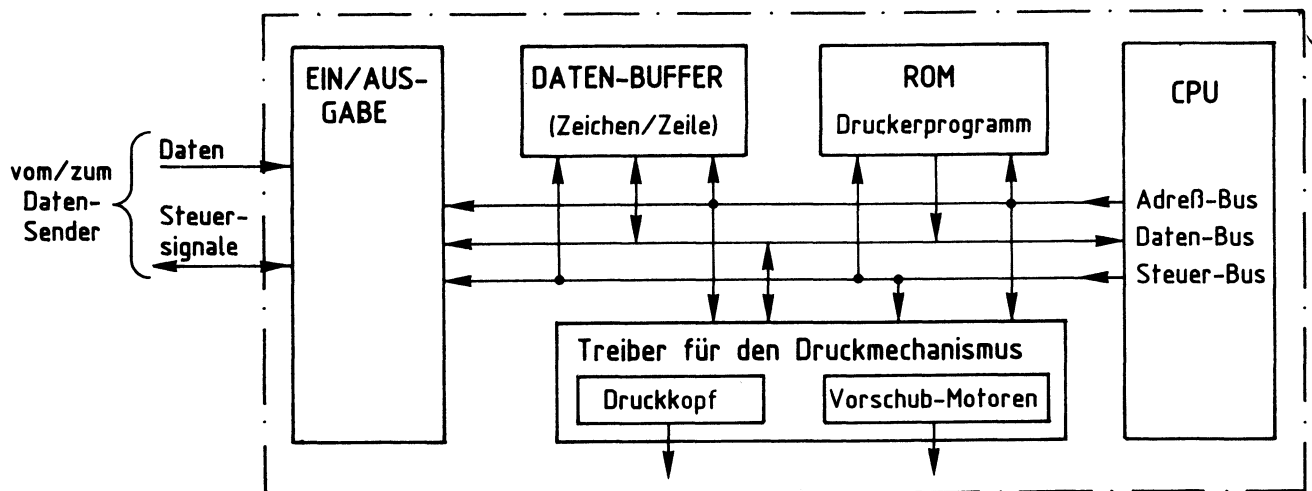 EIN/AUS-
GABE
DATEN-BUFFER
(Zeichen/Zeile)
ROM
Druckerprogramm
CPU
vom/zum
Daten-
Sender
Daten
Steuer-
signale
Adreß-Bus
Daten-Bus
Steuer-Bus
Treiber für den Druckmechanismus
Druckkopf
Vorschub-Motoren